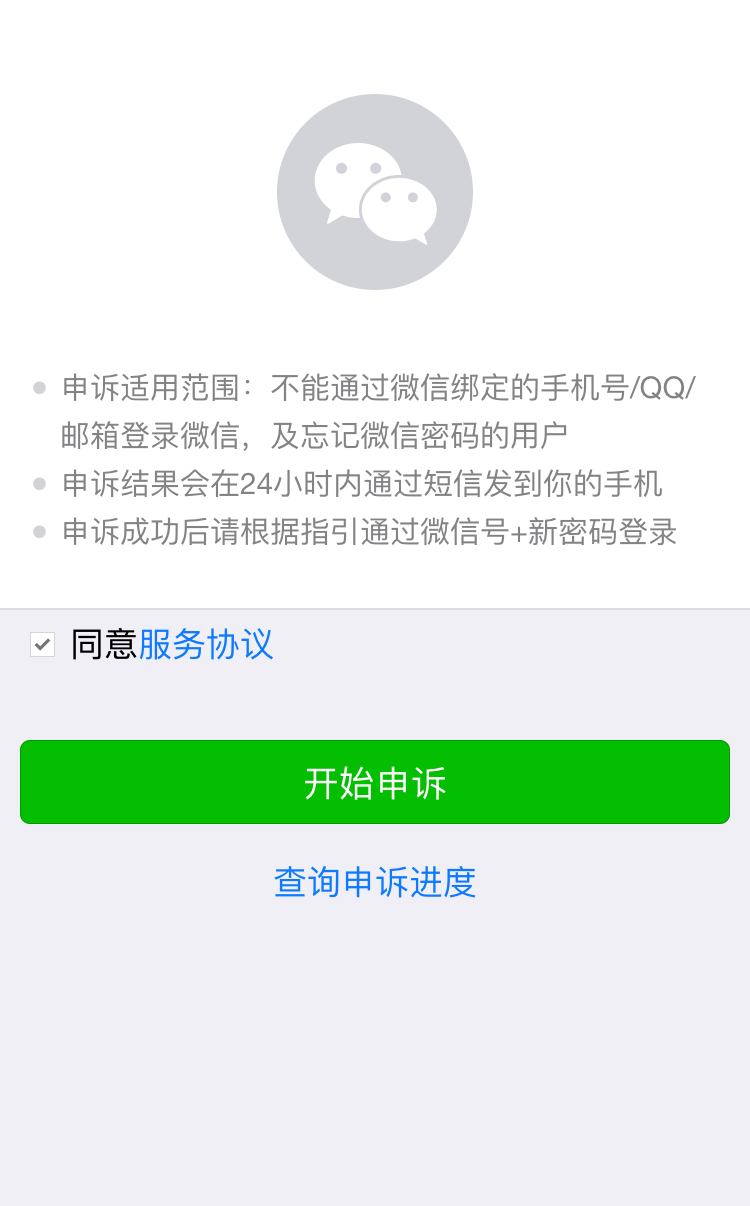 申诉适用范围：不能通过微信绑定的手机号/QQ/
邮箱登录微信，及忘记微信密码的用户
申诉结果会在24小时内通过短信发到你的手机
申诉成功后请根据指引通过微信号+新密码登录
同意服务协议
开始申诉
查询申诉进度